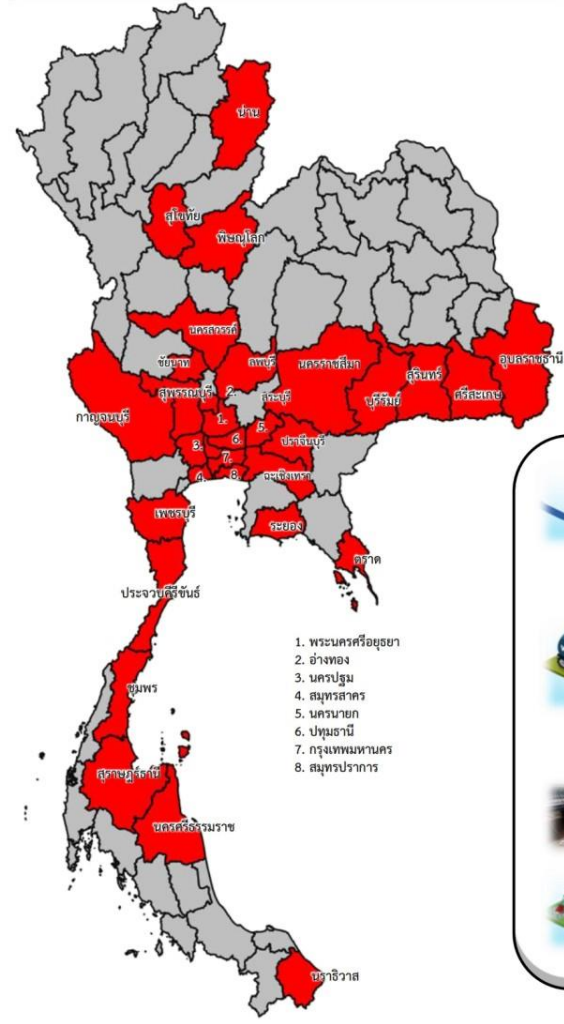 น่าน
สุโขทัย
พิษณุโลก
นครสวรรค์
ชัยนาท
ลพบุรี
นครราชสีมา
อุบลราชธานี
สุพรรณบุรี
2.
สระบุรี
สุรินทร์
กาญจนบุรี
1.
บุรีรัมย์
ศรีสะเกษ
5.
3.
6.
ปราจีนบุรี
7.
4.
8.
ฉะเชิงเทรา
เพชรบุรี
ระยอง
ตราด
ประจวบคีรีขันธ์
1. พระนครศรีอยุธยา
2. อ่างทอง
3. นครปฐม
4. สมุทรสาคร
5. นครนายก
6. ปทุมธานี
7. กรุงเทพมหานคร
8. สมุทรปราการ
ชุมพร
สุราษฎร์ธานี
นครศรีธรรมราช
นราธิวาส